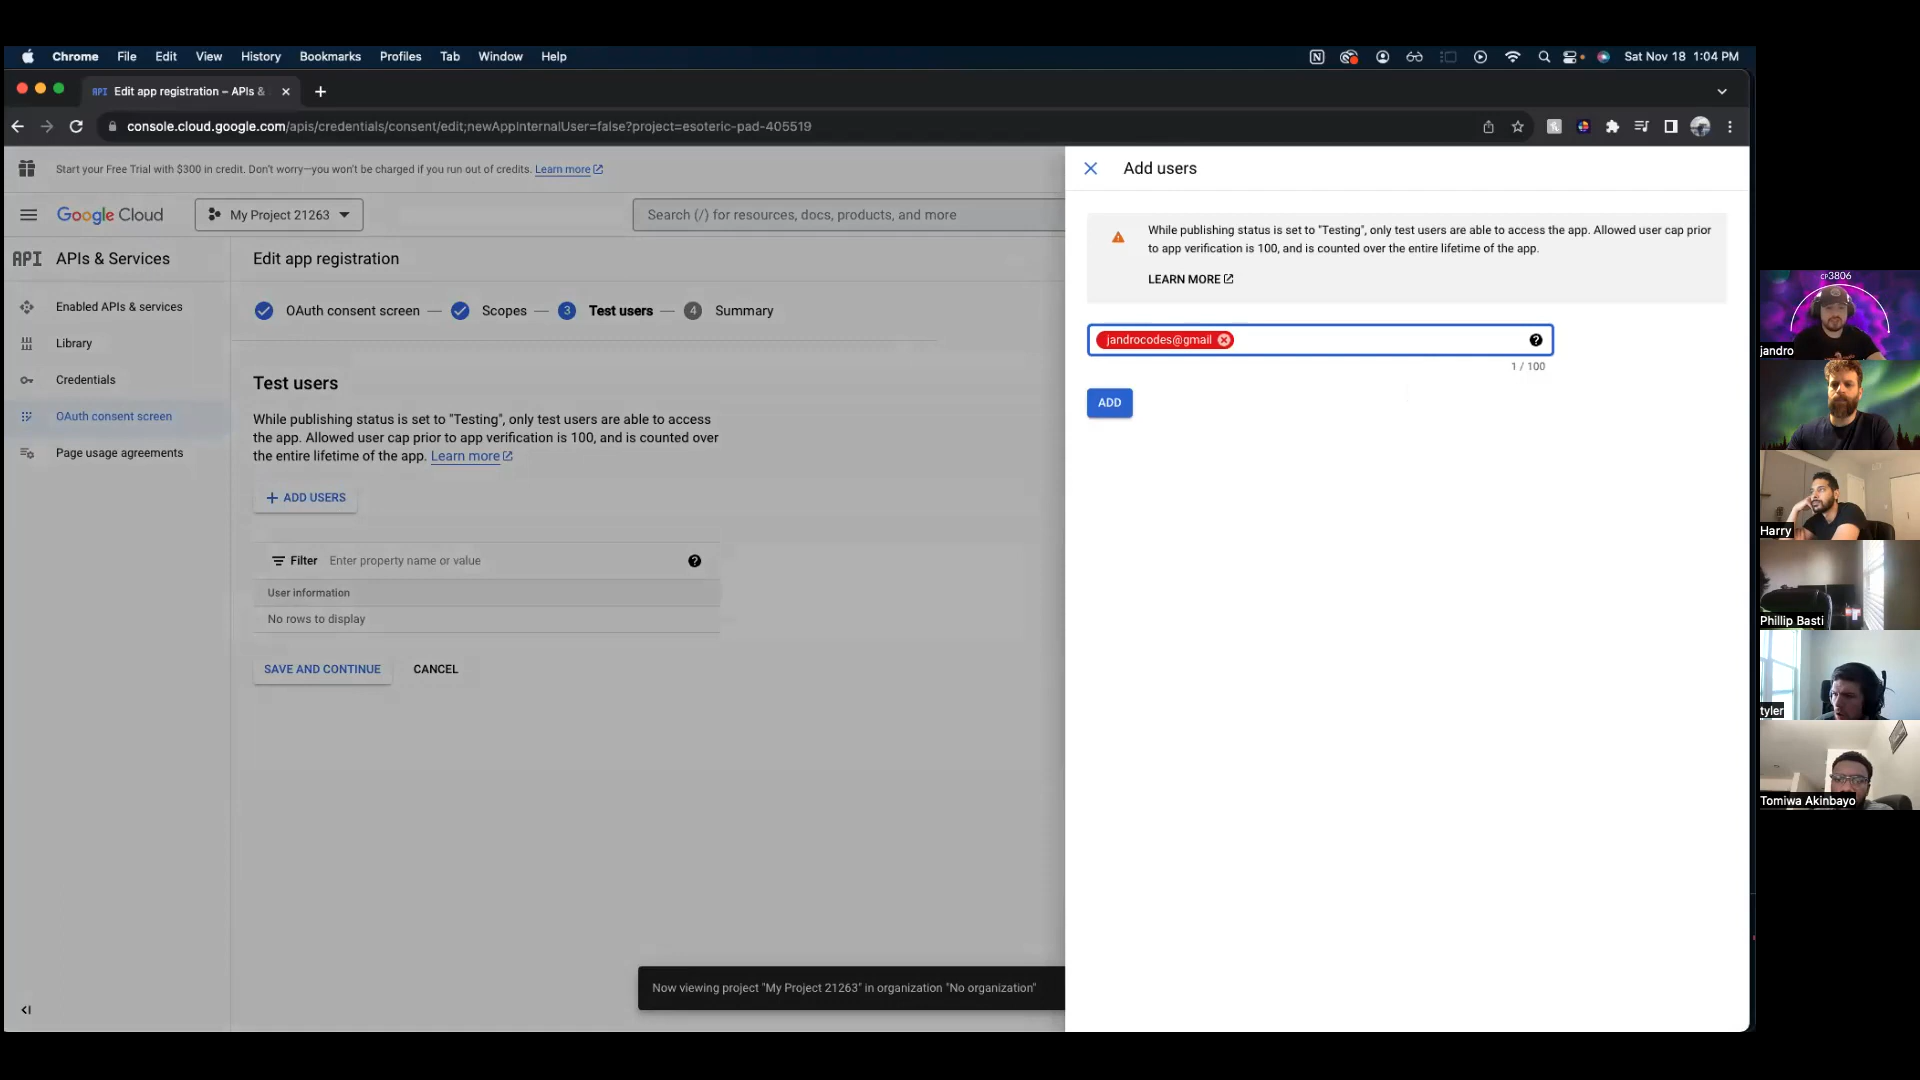 Chrome File Edit View History Bookmarks Profiles Tab Window Help
Sat Nov 18 1:04 PM
API Edit app registration – APIs &
console.cloud.google.com/apis/credentials/consent/edit;newAppInternalUser=false?project=esoteric-pad-405519
Start your Free Trial with $300 in credit. Don't worry—you won't be charged if you run out of credits. Learn more
Google Cloud
My Project 21263
Search (/) for resources, docs, products, and more
API APIs & Services
Enabled APIs & services
Library
Credentials
OAuth consent screen
Page usage agreements
Edit app registration
OAuth consent screen
Scopes
3 Test users
4 Summary
Test users
While publishing status is set to "Testing", only test users are able to access
the app. Allowed user cap prior to app verification is 100, and is counted over
the entire lifetime of the app. Learn more
+ ADD USERS
Filter Enter property name or value
User information
No rows to display
SAVE AND CONTINUE
CANCEL
Now viewing project "My Project 21263" in organization "No organization"
Add users
While publishing status is set to "Testing", only test users are able to access the app. Allowed user cap prior
to app verification is 100, and is counted over the entire lifetime of the app.
LEARN MORE
jandrocodes@gmail
1 / 100
ADD
CP3806
jandro
Harry
Phillip Basti
tyler
Tomiwa Akinbayo